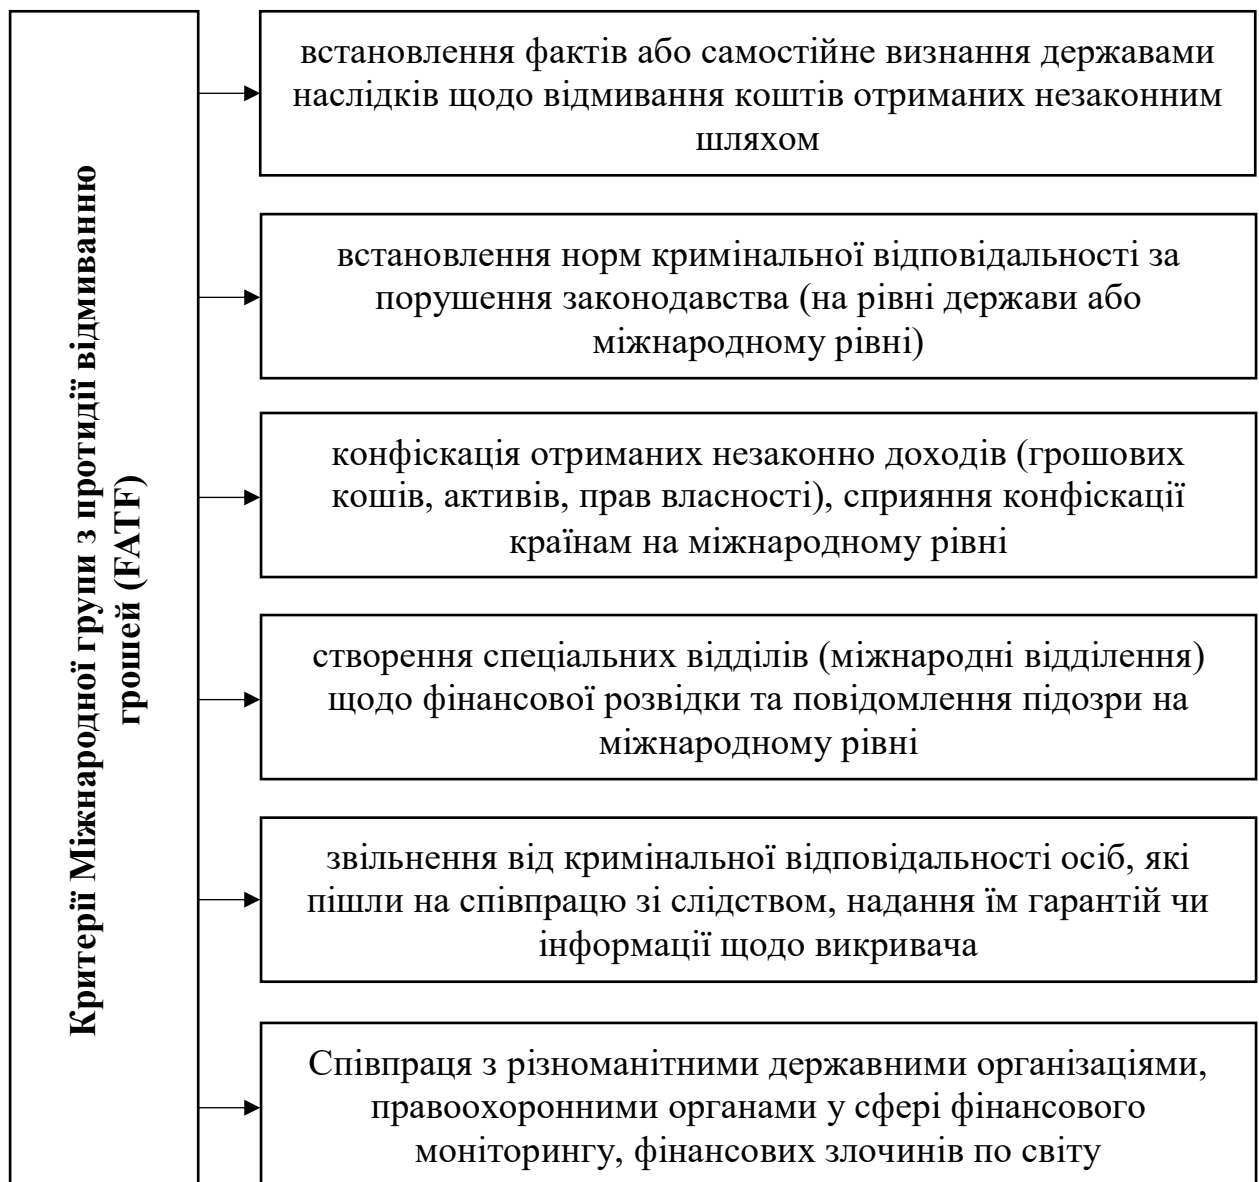 Критерії Міжнародної групи з протидії відмиванню
грошей (FATF)
встановлення фактів або самостійне визнання державами
наслідків щодо відмивання коштів отриманих незаконним
шляхом
встановлення норм кримінальної відповідальності за
порушення законодавства (на рівні держави або
міжнародному рівні)
конфіскація отриманих незаконно доходів (грошових
кошів, активів, прав власності), сприяння конфіскації
країнам на міжнародному рівні
створення спеціальних відділів (міжнародні відділення)
щодо фінансової розвідки та повідомлення підозри на
міжнародному рівні
звільнення від кримінальної відповідальності осіб, які
пішли на співпрацю зі слідством, надання їм гарантій чи
інформації щодо викривача
Співпраця з різноманітними державними організаціями,
правоохоронними органами у сфері фінансового
моніторингу, фінансових злочинів по світу